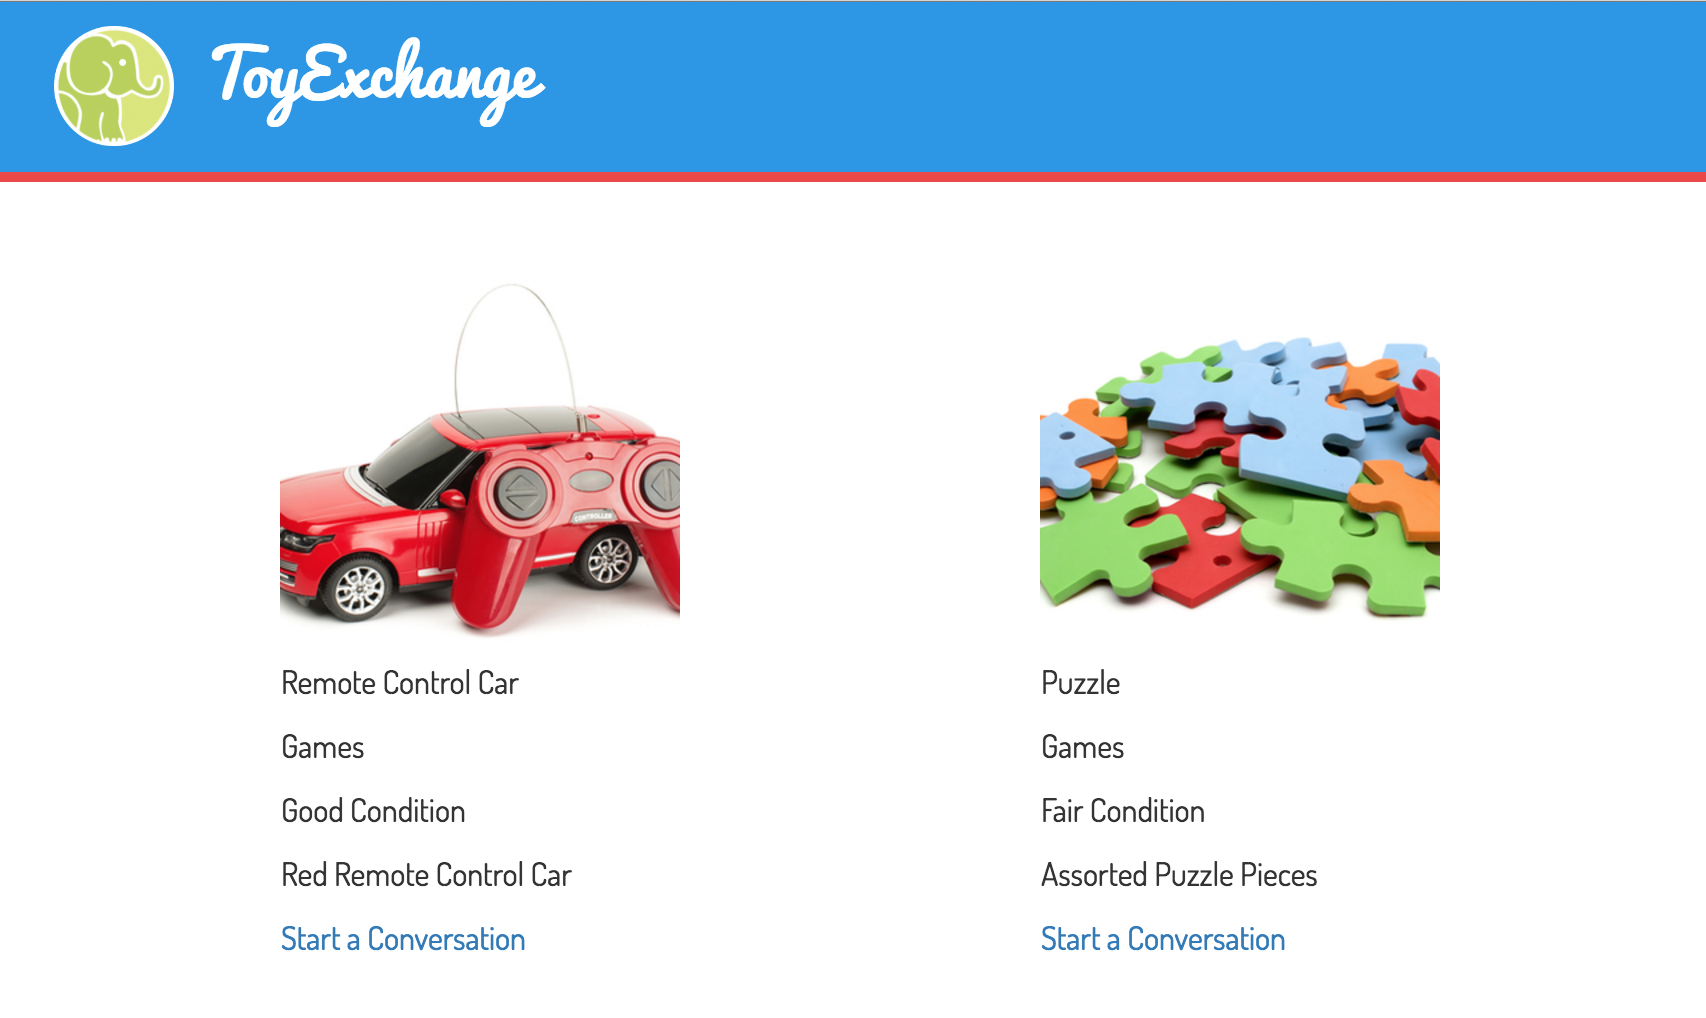 ToyExchange
CONTROLLER
Remote Control Car
Games
Good Condition
Red Remote Control Car
Start a Conversation
Puzzle
Games
Fair Condition
Assorted Puzzle Pieces
Start a Conversation